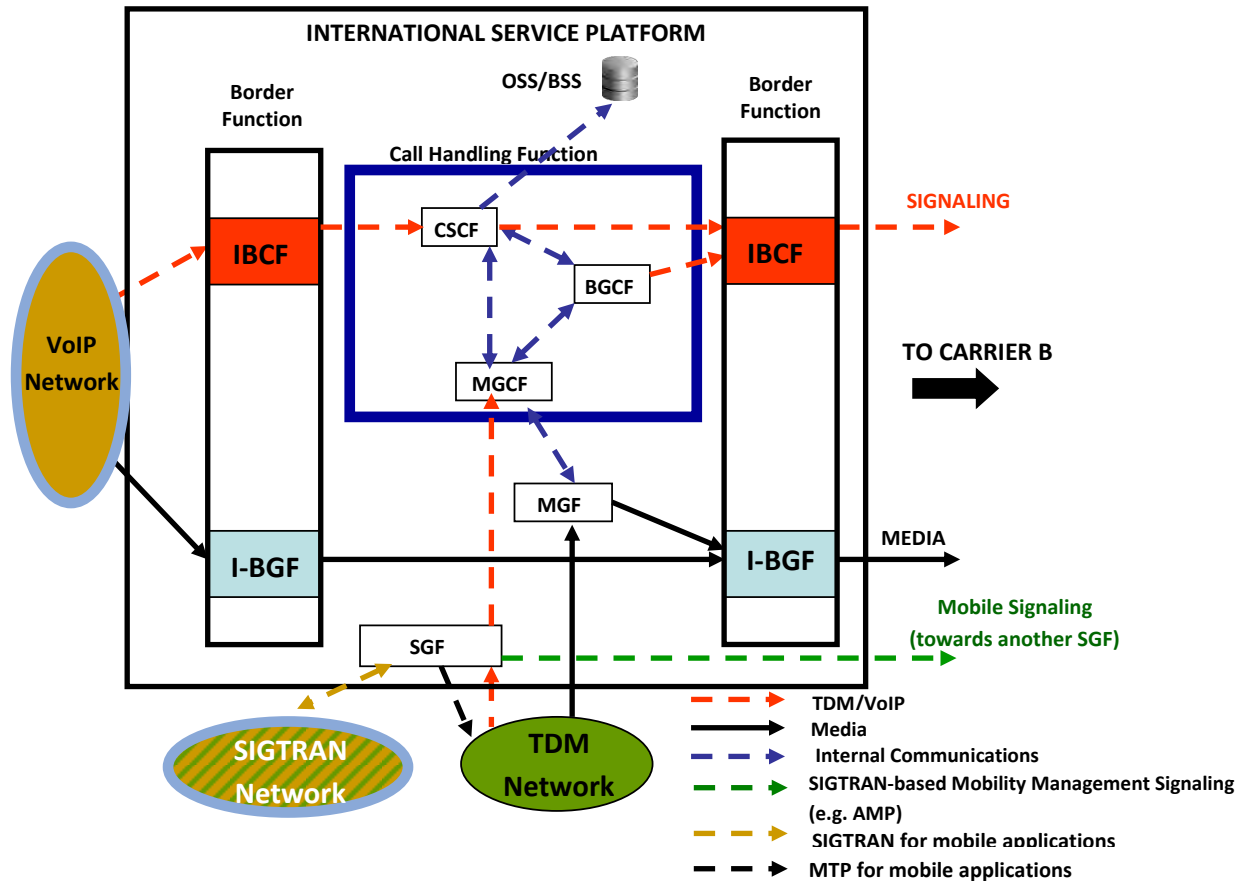 INTERNATIONAL SERVICE PLATFORM
OSS/BSS
Border
Function
Border
Function
Call Handling Function
CSCF
SIGNALING
IBCF
IBCF
BGCF
VoIP
Network
TO CARRIER B
MGCF
MGF
MEDIA
I-BGF
I-BGF
Mobile Signaling
(towards another SGF)
SGF
TDM/VoIP
Media
Internal Communications
SIGTRAN-based Mobility Management Signaling
(e.g. AMP)
SIGTRAN for mobile applications
MTP for mobile applications
SIGTRAN
Network
TDM
Network